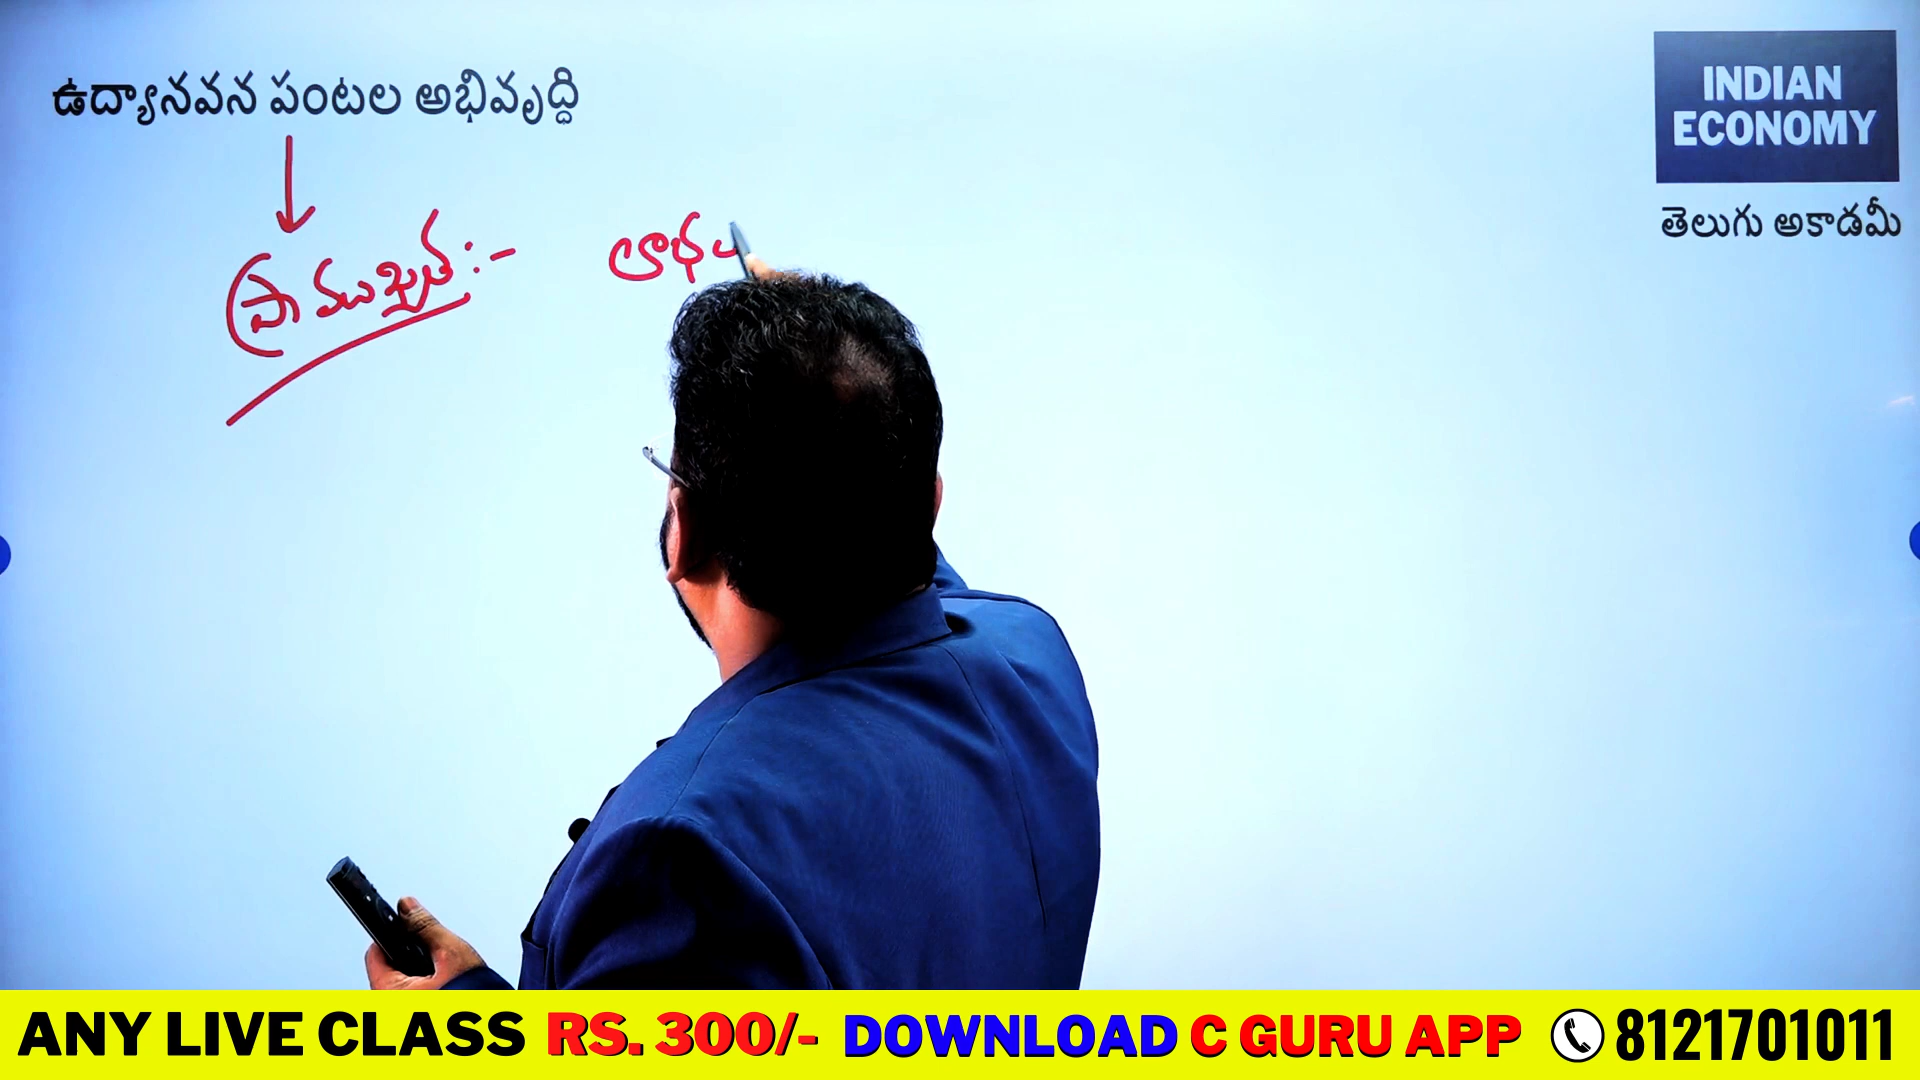 ఉద్యానవన పంటల అభివృద్ధి
INDIAN
ECONOMY
తెలుగు అకాడమీ
ప్రాముఖ్యత :-
ANY LIVE CLASS RS. 300/- DOWNLOAD C GURU APP 8121701011